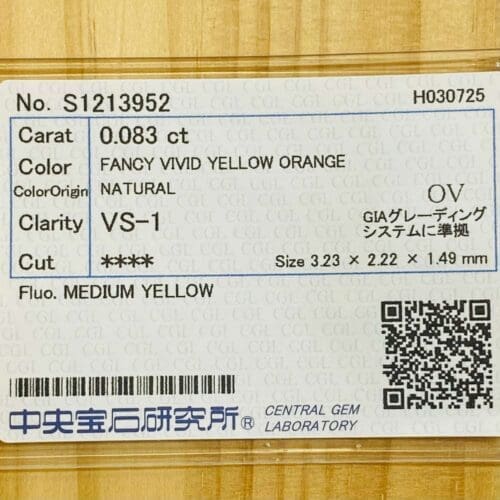 No. S1213952 H030725
Carat 0.083 ct
Color FANCY VIVID YELLOW ORANGE
ColorOrigin NATURAL
Clarity VS-1 OV
GIAグレーディング
システムに準拠
Cut **** Size 3.23 × 2.22 × 1.49 mm
Fluo. MEDIUM YELLOW
中央宝石研究所® CENTRAL GEM
LABORATORY